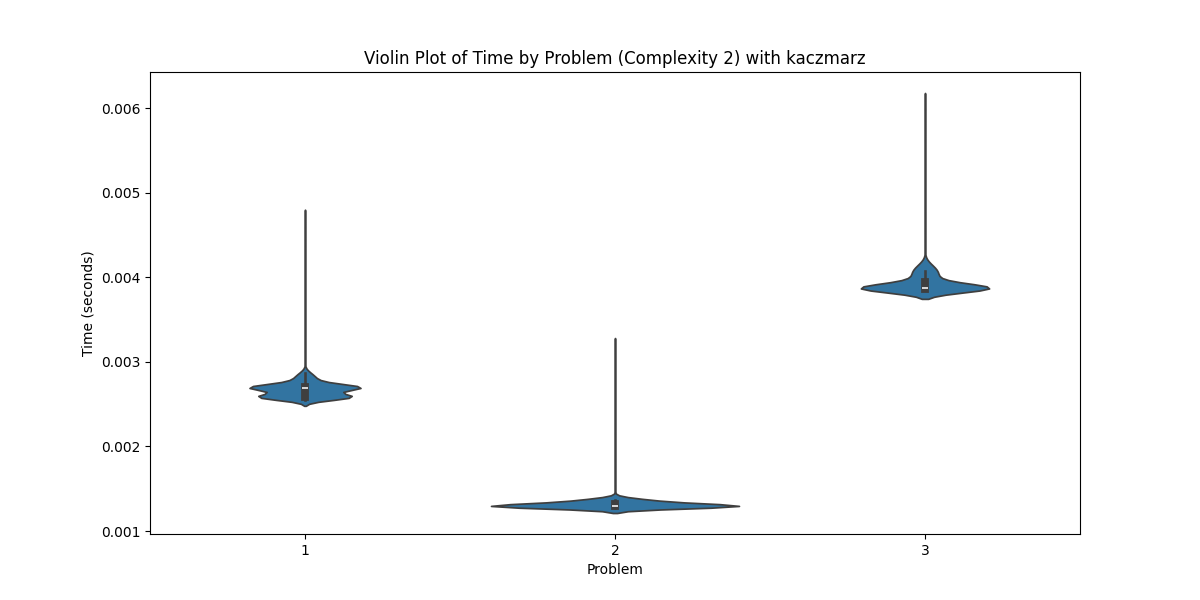 Violin Plot of Time by Problem (Complexity 2) with kaczmarz
0.006
0.005
0.004
0.003
0.002
0.001
Time (seconds)
1 2 3
Problem